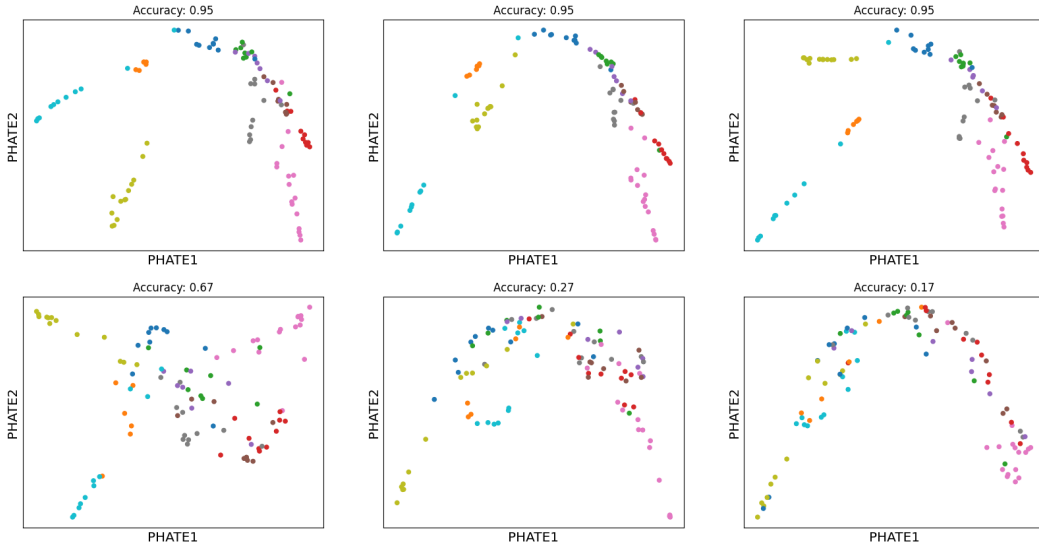 Accuracy: 0.95
Accuracy: 0.95
Accuracy: 0.95
PHATE2
PHATE2
PHATE2
PHATE1
PHATE1
PHATE1
Accuracy: 0.67
Accuracy: 0.27
Accuracy: 0.17
PHATE2
PHATE2
PHATE2
PHATE1
PHATE1
PHATE1